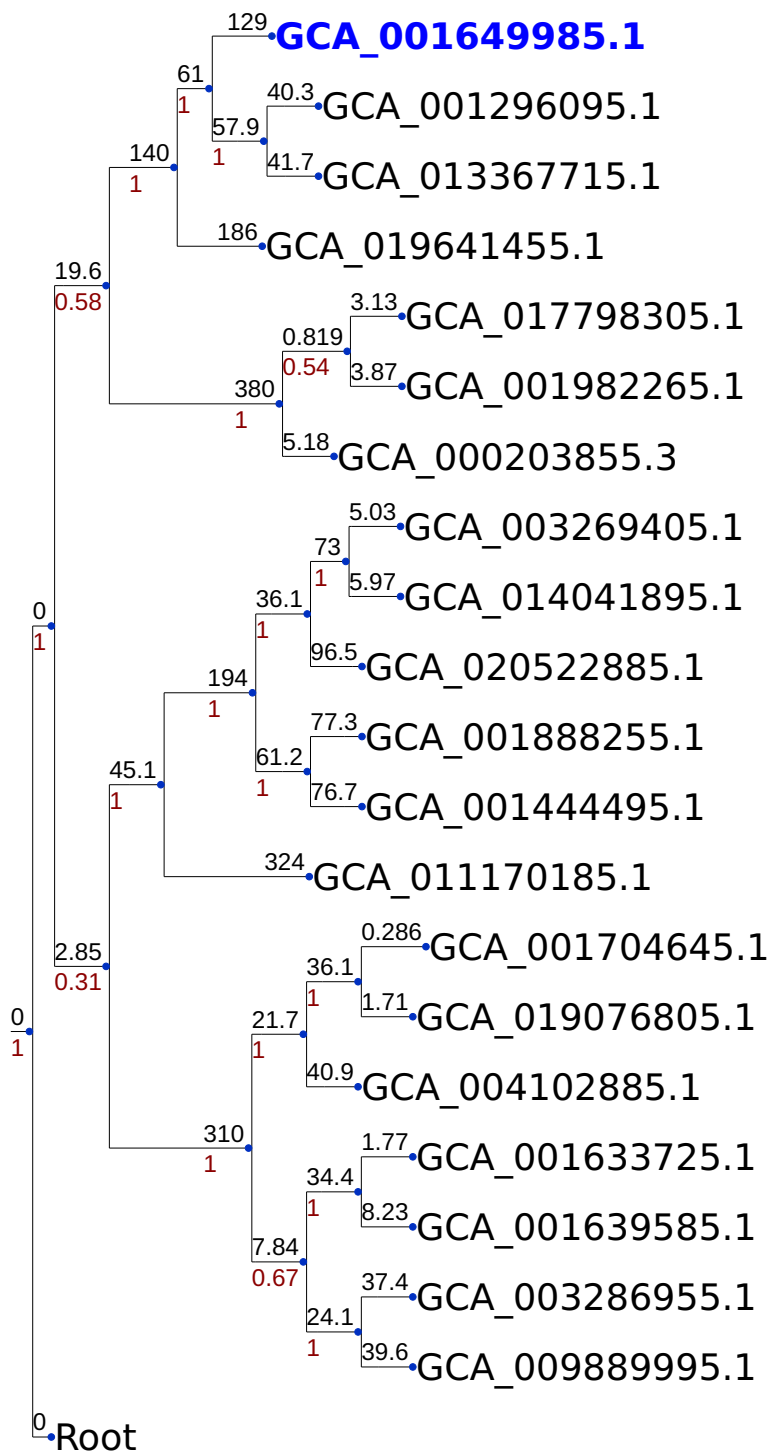 129 GCA_001649985.1
61
40.3 GCA_001296095.1
1
57.9
140
1
41.7 GCA_013367715.1
1
186 GCA_019641455.1
19.6
0.58
3.13 GCA_017798305.1
0.819
0.54
3.87 GCA_001982265.1
380
1
5.18 GCA_000203855.3
5.03 GCA_003269405.1
73
1
5.97 GCA_014041895.1
36.1
0
1
1
96.5 GCA_020522885.1
194
1
77.3 GCA_001888255.1
61.2
45.1
1
1
76.7 GCA_001444495.1
324 GCA_011170185.1
0.286 GCA_001704645.1
2.85
36.1
0.31
1
1.71 GCA_019076805.1
0
21.7
1
1
40.9 GCA_004102885.1
310
1
1.77 GCA_001633725.1
34.4
1
8.23 GCA_001639585.1
7.84
0.67
37.4 GCA_003286955.1
24.1
1
39.6 GCA_009889995.1
0 Root